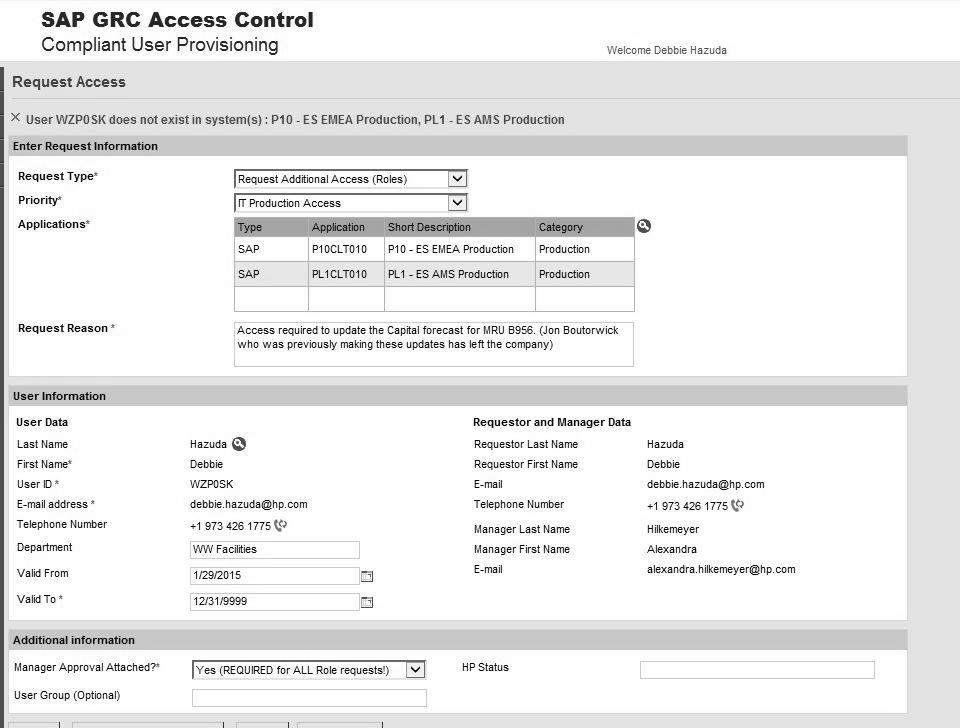 SAP GRC Access Control
Compliant User Provisioning
Welcome Debbie Hazuda
Request Access
User WZP0SK does not exist in system(s) : P10 - ES EMEA Production, PL1 - ES AMS Production
Enter Request Information
Request Type* Request Additional Access (Roles)
Priority* IT Production Access
Applications* Type Application Short Description Category
SAP P10CLT010 P10 - ES EMEA Production Production
SAP PL1CLT010 PL1 - ES AMS Production Production
Request Reason * Access required to update the Capital forecast for MRU B956. (Jon Boutorwick
who was previously making these updates has left the company)
User Information
User Data Requestor and Manager Data
Last Name Hazuda Requestor Last Name Hazuda
First Name* Debbie Requestor First Name Debbie
User ID * WZP0SK E-mail debbie.hazuda@hp.com
E-mail address * debbie.hazuda@hp.com Telephone Number +1 973 426 1775
Telephone Number +1 973 426 1775 Manager Last Name Hilkemeyer
Department WW Facilities Manager First Name Alexandra
Valid From 1/29/2015 E-mail alexandra.hilkemeyer@hp.com
Valid To * 12/31/9999
Additional information
Manager Approval Attached?* Yes (REQUIRED for ALL Role requests!) HP Status
User Group (Optional)